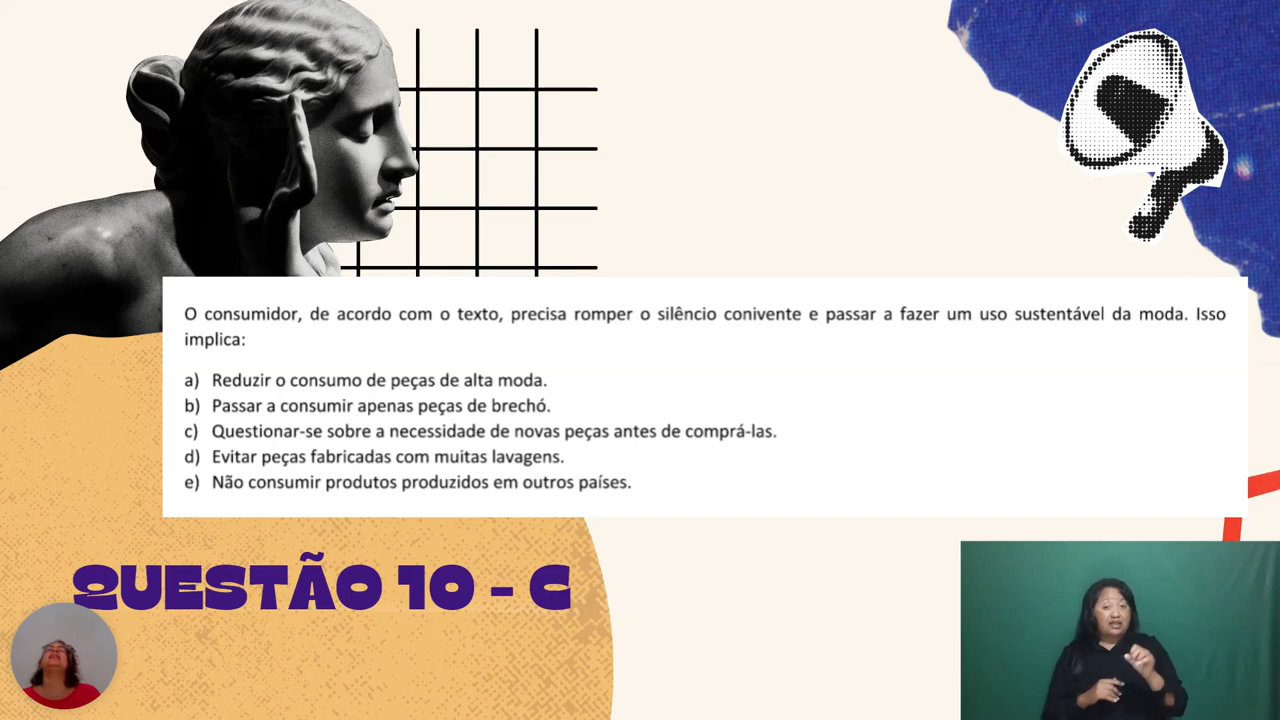 O consumidor, de acordo com o texto, precisa romper o silêncio conivente e passar a fazer um uso sustentável da moda. Isso
implica:
a) Reduzir o consumo de peças de alta moda.
b) Passar a consumir apenas peças de brechó.
c) Questionar-se sobre a necessidade de novas peças antes de comprá-las.
d) Evitar peças fabricadas com muitas lavagens.
e) Não consumir produtos produzidos em outros países.
QUESTÃO 10 - C